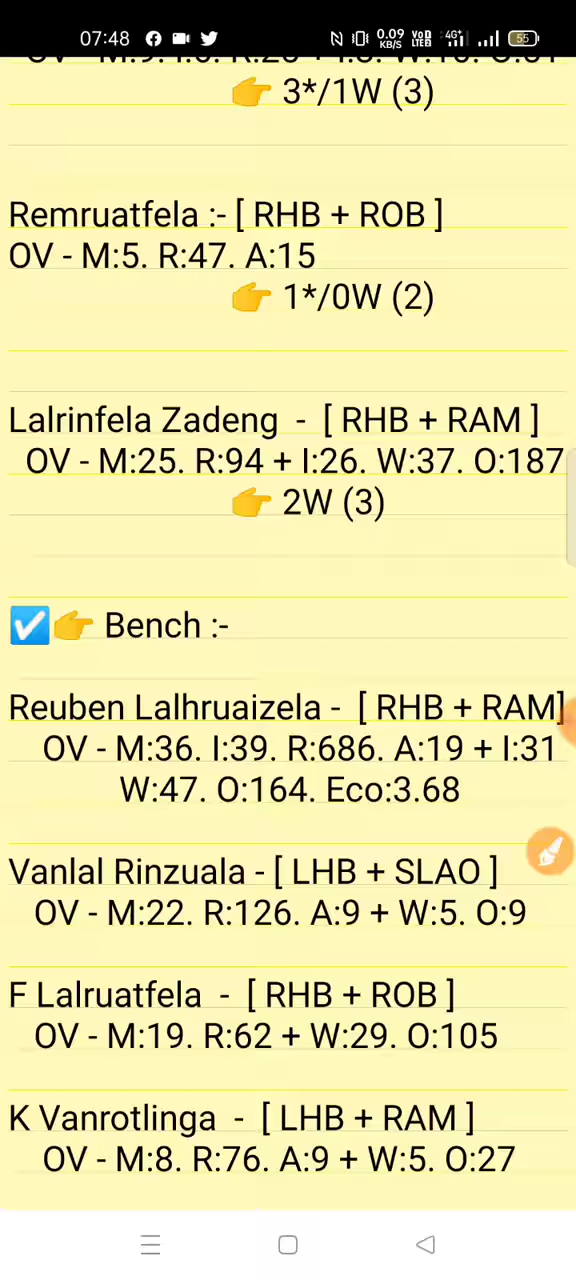 07:48 0.09 KB/S VoD LTE2 4G+ 55
👉 3*/1W (3)
Remruatfela :- [ RHB + ROB ]
OV - M:5. R:47. A:15
👉 1*/0W (2)
Lalrinfela Zadeng - [ RHB + RAM ]
OV - M:25. R:94 + I:26. W:37. O:187
👉 2W (3)
☑️👉 Bench :-
Reuben Lalhruaizela - [ RHB + RAM]
OV - M:36. I:39. R:686. A:19 + I:31
W:47. O:164. Eco:3.68
Vanlal Rinzuala - [ LHB + SLAO ]
OV - M:22. R:126. A:9 + W:5. O:9
F Lalruatfela - [ RHB + ROB ]
OV - M:19. R:62 + W:29. O:105
K Vanrotlinga - [ LHB + RAM ]
OV - M:8. R:76. A:9 + W:5. O:27